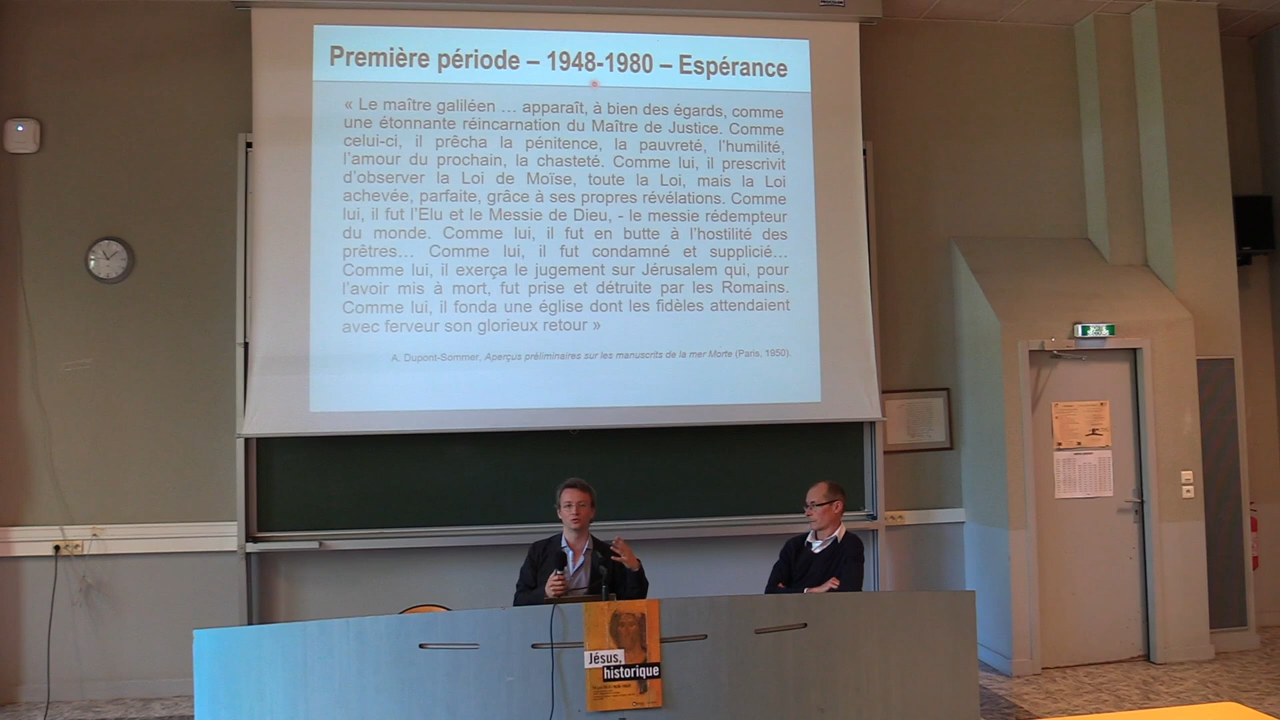 Première période – 1948-1980 – Espérance
« Le maître galiléen … apparaît, à bien des égards, comme
une étonnante réincarnation du Maître de Justice. Comme
celui-ci, il prêcha la pénitence, la pauvreté, l'humilité,
l'amour du prochain, la chasteté. Comme lui, il prescrivit
d'observer la Loi de Moïse, toute la Loi, mais la Loi
achevée, parfaite, grâce à ses propres révélations. Comme
lui, il fut l'Elu et le Messie de Dieu, - le messie rédempteur
du monde. Comme lui, il fut en butte à l'hostilité des
prêtres… Comme lui, il fut condamné et supplicié…
Comme lui, il exerça le jugement sur Jérusalem qui, pour
l'avoir mis à mort, fut prise et détruite par les Romains.
Comme lui, il fonda une église dont les fidèles attendaient
avec ferveur son glorieux retour »
A. Dupont-Sommer, Aperçus préliminaires sur les manuscrits de la mer Morte (Paris, 1950).
Jésus,
historique